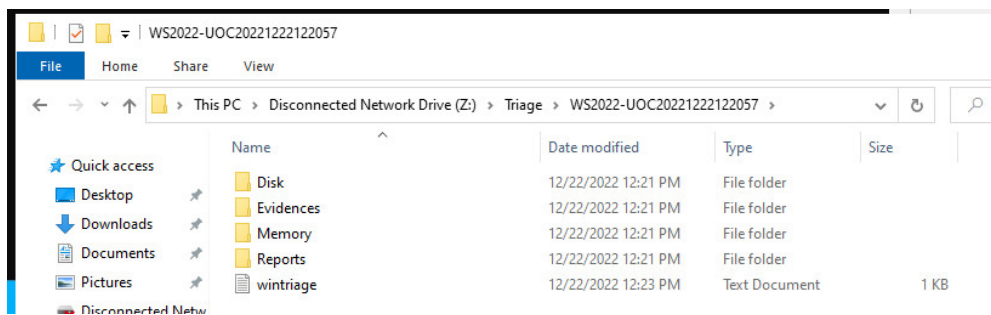 WS2022-UOC20221222122057
File Home Share View
This PC > Disconnected Network Drive (Z:) > Triage > WS2022-UOC20221222122057 >
Name Date modified Type Size
Quick access
Desktop
Downloads
Documents
Pictures
Disconnected Netw
Disk 12/22/2022 12:21 PM File folder
Evidences 12/22/2022 12:21 PM File folder
Memory 12/22/2022 12:21 PM File folder
Reports 12/22/2022 12:21 PM File folder
wintriage 12/22/2022 12:23 PM Text Document 1 KB